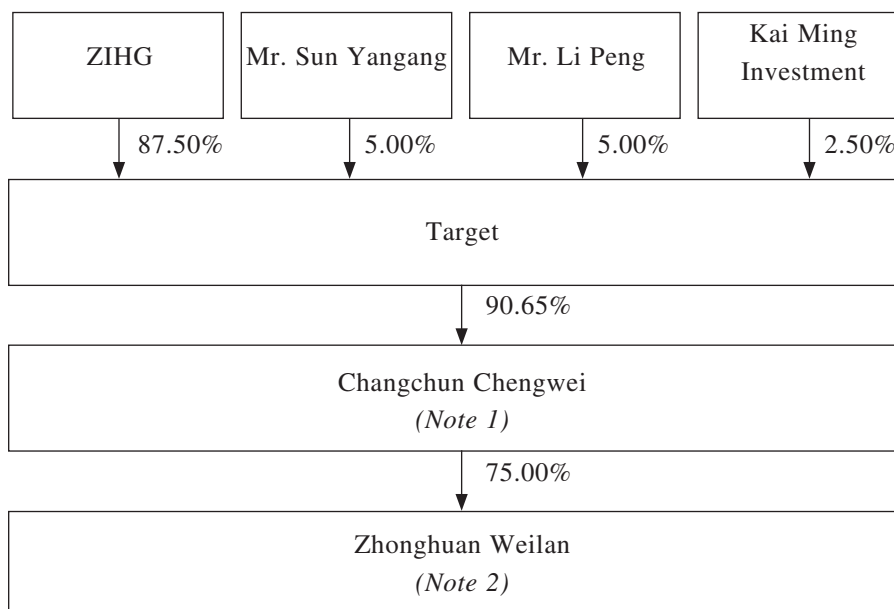 ZIHG
Mr. Sun Yangang
Mr. Li Peng
Kai Ming
Investment
87.50%
5.00%
5.00%
2.50%
Target
90.65%
Changchun Chengwei
(Note 1)
75.00%
Zhonghuan Weilan
(Note 2)